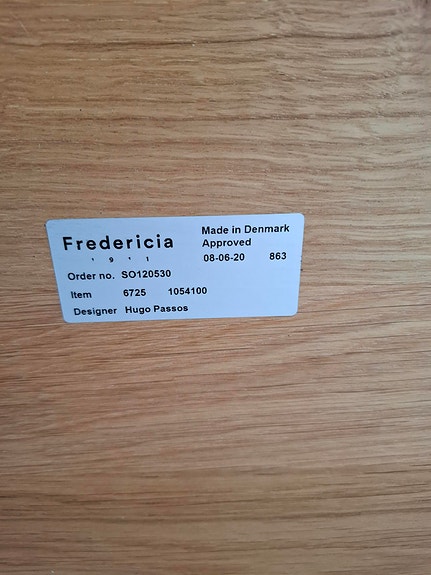 Fredericia
1 9 1 1
Made in Denmark
Approved
08-06-20 863
Order no. SO120530
Item 6725 1054100
Designer Hugo Passos